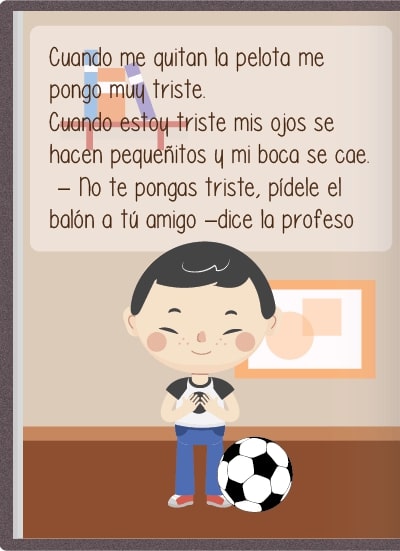 Cuando me quitan la pelota me
pongo muy triste.
Cuando estoy triste mis ojos se
hacen pequeñitos y mi boca se cae.
– No te pongas triste, pídele el
balón a tú amigo –dice la profeso